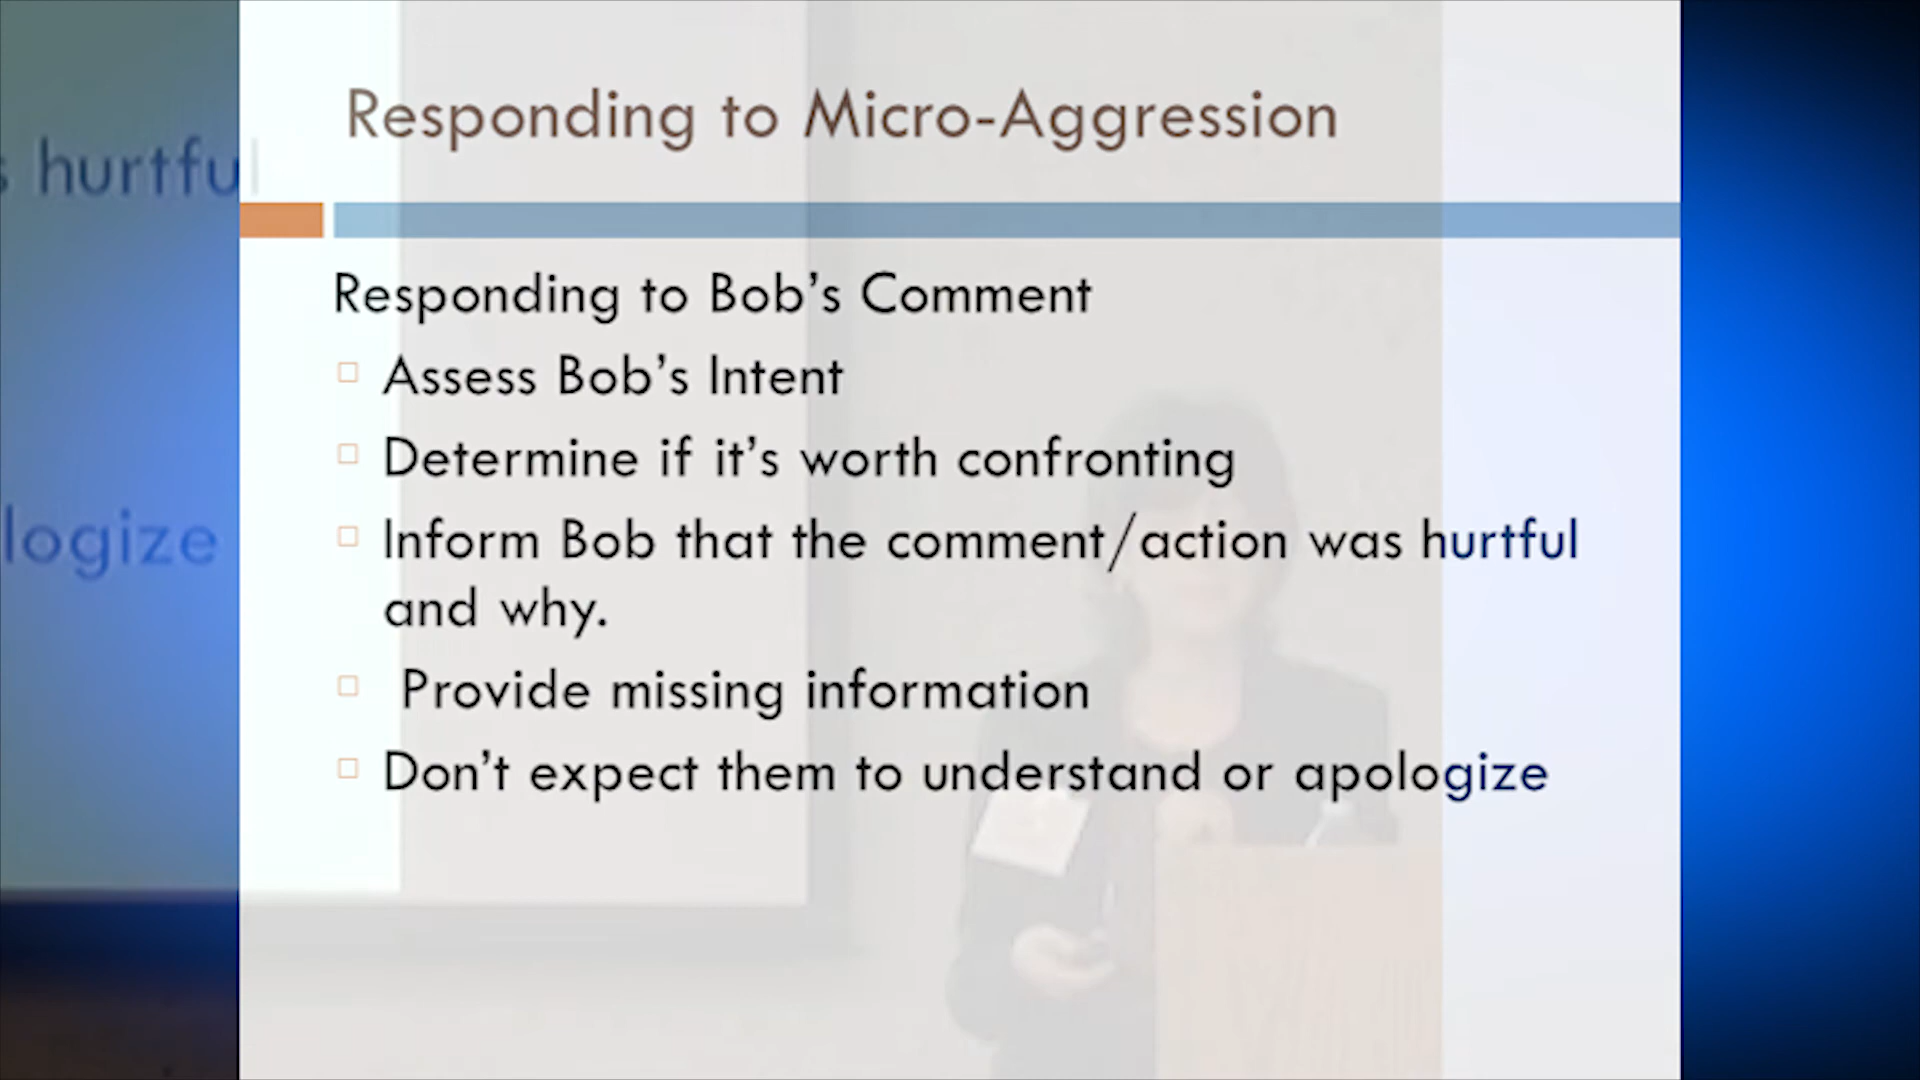 Responding to Micro-Aggression
s hurtful
logize
Responding to Bob's Comment
Assess Bob's Intent
Determine if it's worth confronting
Inform Bob that the comment/action was hurtful
and why.
Provide missing information
Don't expect them to understand or apologize